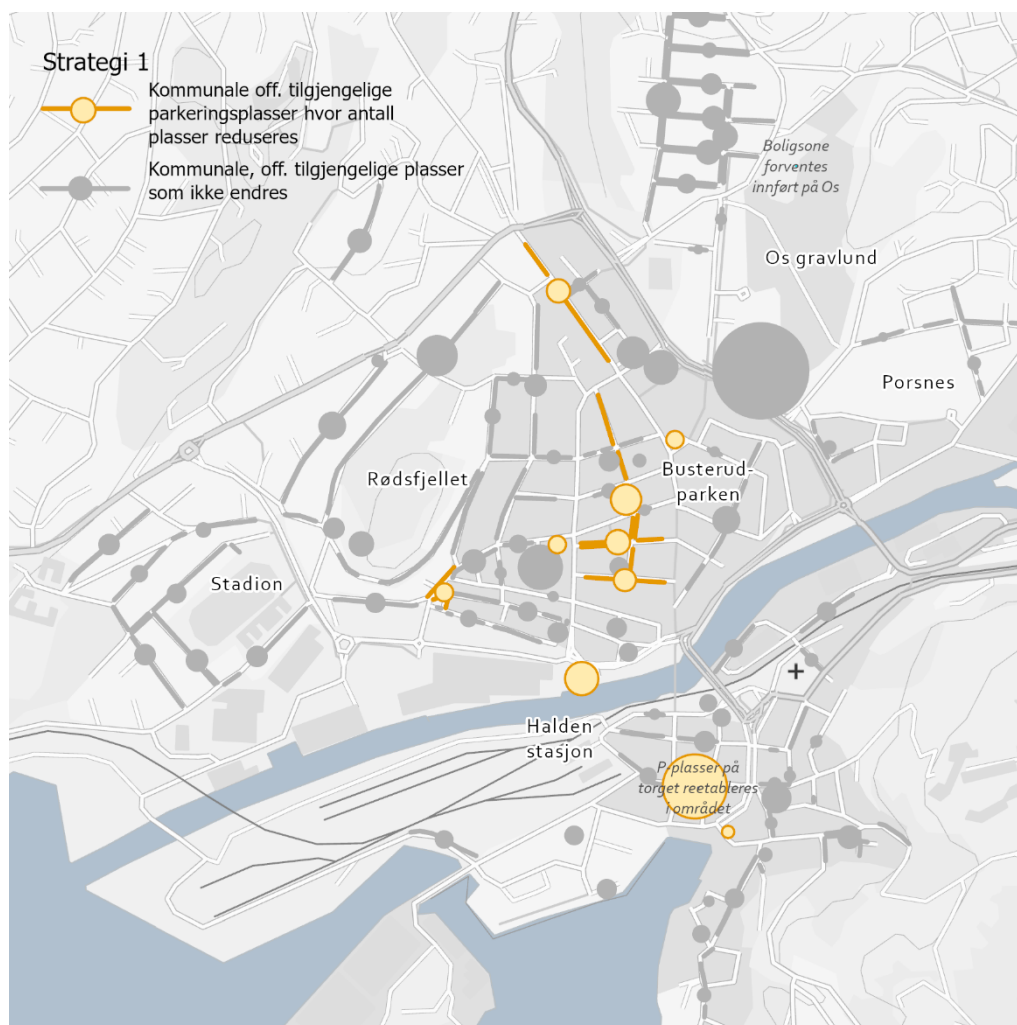 Strategi 1
Kommunale off. tilgjengelige
parkeringsplasser hvor antall
plasser reduseres
Kommunale, off. tilgjengelige plasser
som ikke endres
Boligsone
forventes
innført på Os
Os gravlund
Porsnes
Rødsfjellet
Busterud-
parken
Stadion
Halden
stasjon
P-plasser på
torget reetableres
i området